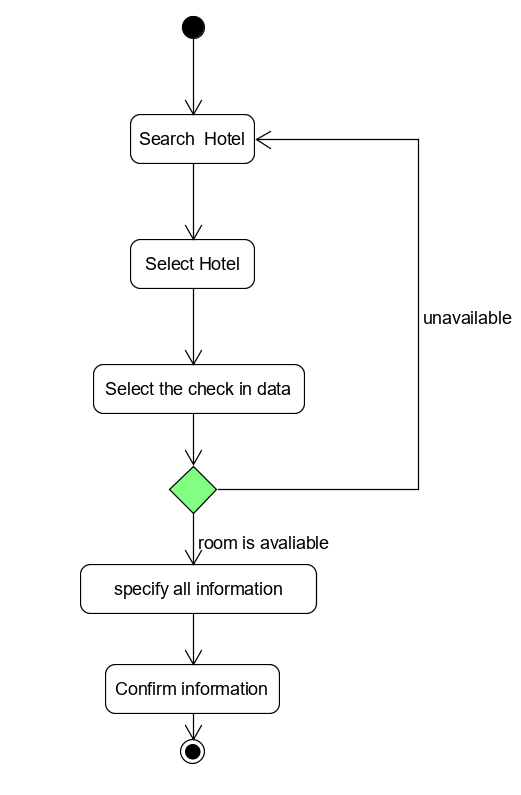 Search  Hotel
Select Hotel
unavailable
Select the check in data
room is avaliable
specify all information
Confirm information